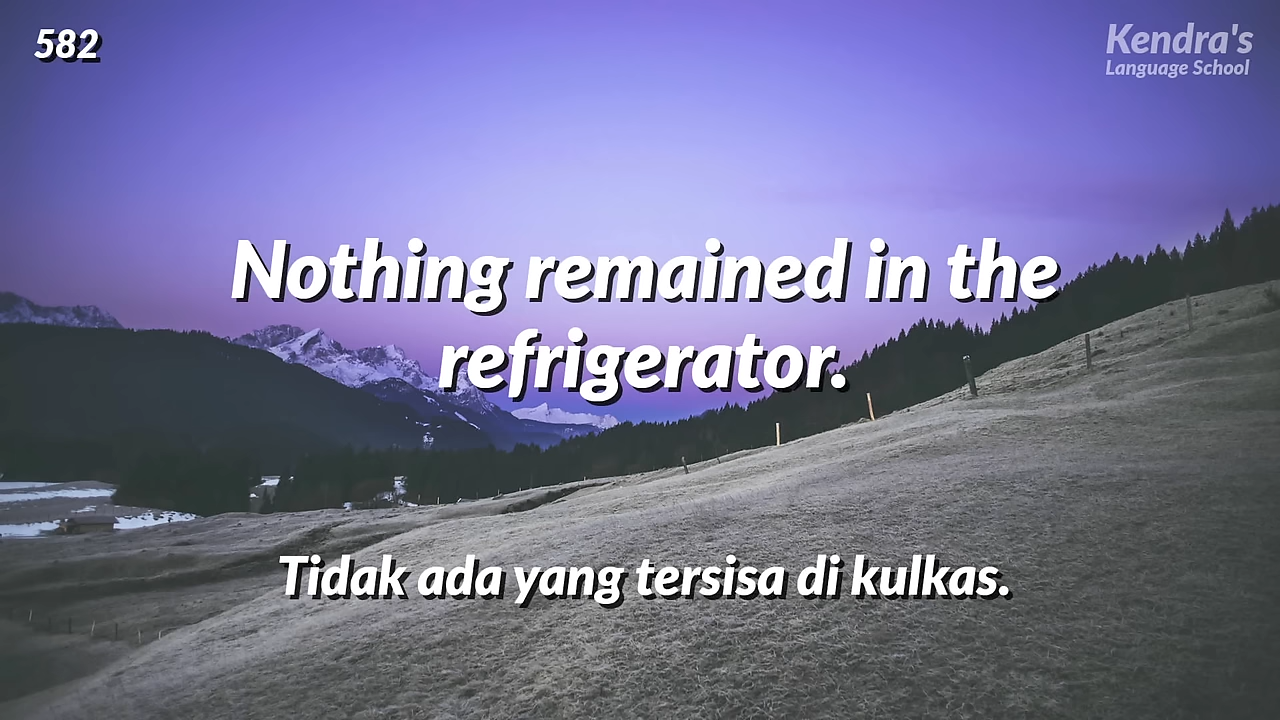 582
Kendra's
Language School
Nothing remained in the
refrigerator.
Tidak ada yang tersisa di kulkas.